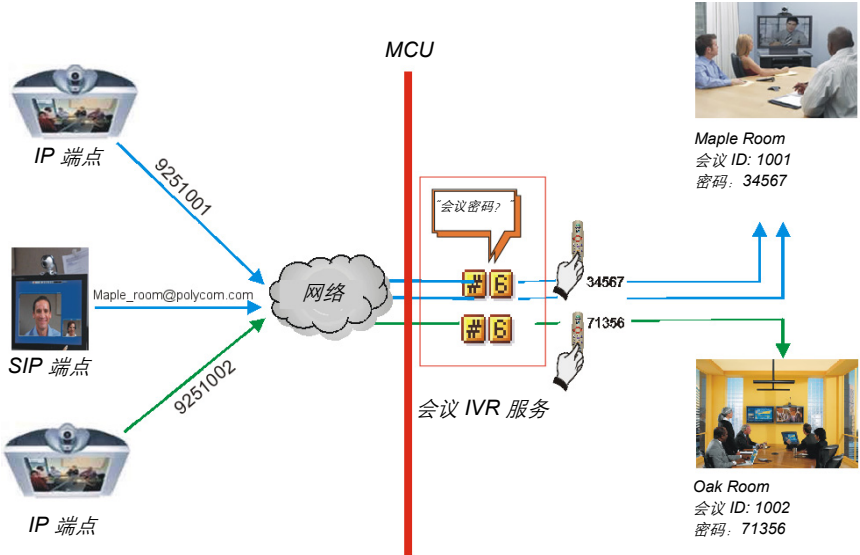 MCU
IP 端点
9251001
"会议密码？ "
Maple Room
会议 ID: 1001
密码：34567
SIP 端点
Maple_room@polycom.com
网络
# 6
34567
# 6
71356
9251002
会议 IVR 服务
IP 端点
Oak Room
会议 ID: 1002
密码：71356